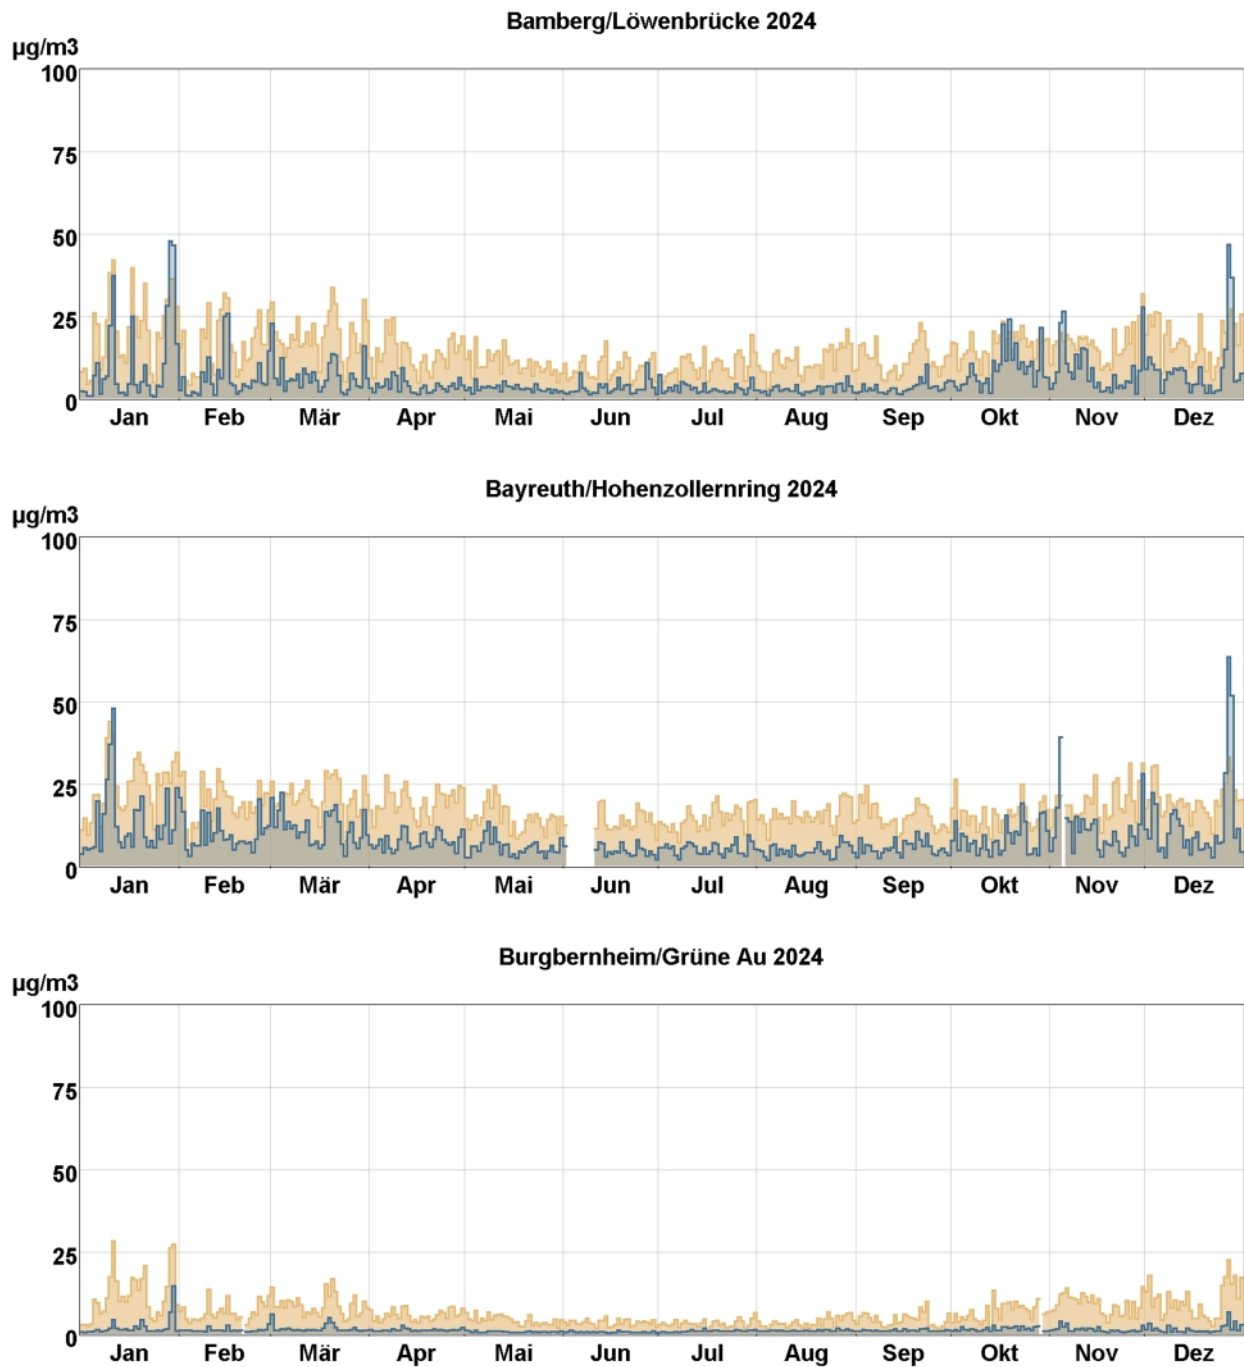 Bamberg/Löwenbrücke 2024
µg/m3
100
75
50
25
0
Jan Feb Mär Apr Mai Jun Jul Aug Sep Okt Nov Dez
Bayreuth/Hohenzollernring 2024
µg/m3
100
75
50
25
0
Jan Feb Mär Apr Mai Jun Jul Aug Sep Okt Nov Dez
Burgbernheim/Grüne Au 2024
µg/m3
100
75
50
25
0
Jan Feb Mär Apr Mai Jun Jul Aug Sep Okt Nov Dez